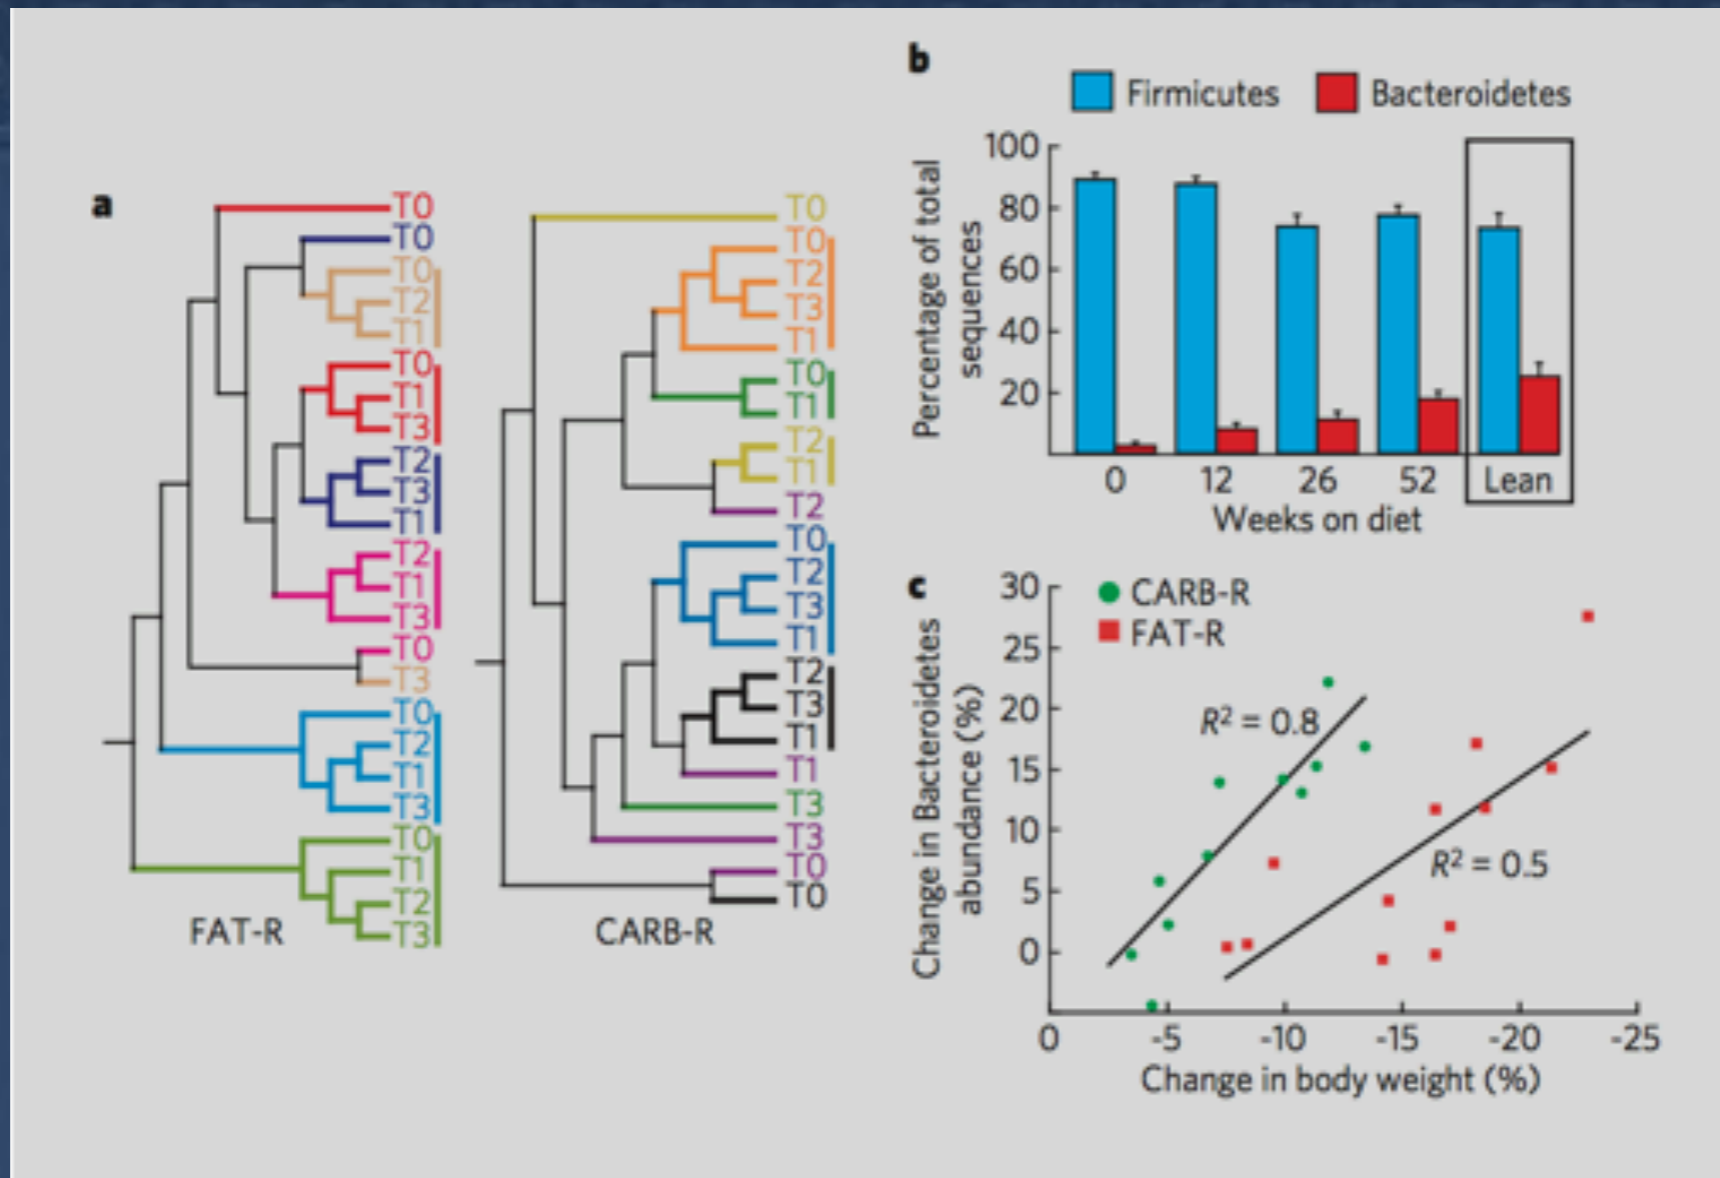 a
T0
T0
T0
T2
T1
T0
T1
T3
T2
T3
T1
T2
T1
T3
T0
T3
T0
T2
T1
T3
T0
T1
T2
T3
FAT-R
T0
T0
T2
T3
T1
T0
T1
T2
T1
T2
T0
T2
T3
T1
T2
T3
T1
T1
T3
T3
T0
T0
CARB-R
b
Firmicutes
Bacteroidetes
Percentage of total
sequences
100
80
60
40
20
0 12 26 52 Lean
Weeks on diet
c
CARB-R
FAT-R
Change in Bacteroidetes
abundance (%)
30
25
20
15
10
5
0
R² = 0.8
R² = 0.5
0 -5 -10 -15 -20 -25
Change in body weight (%)